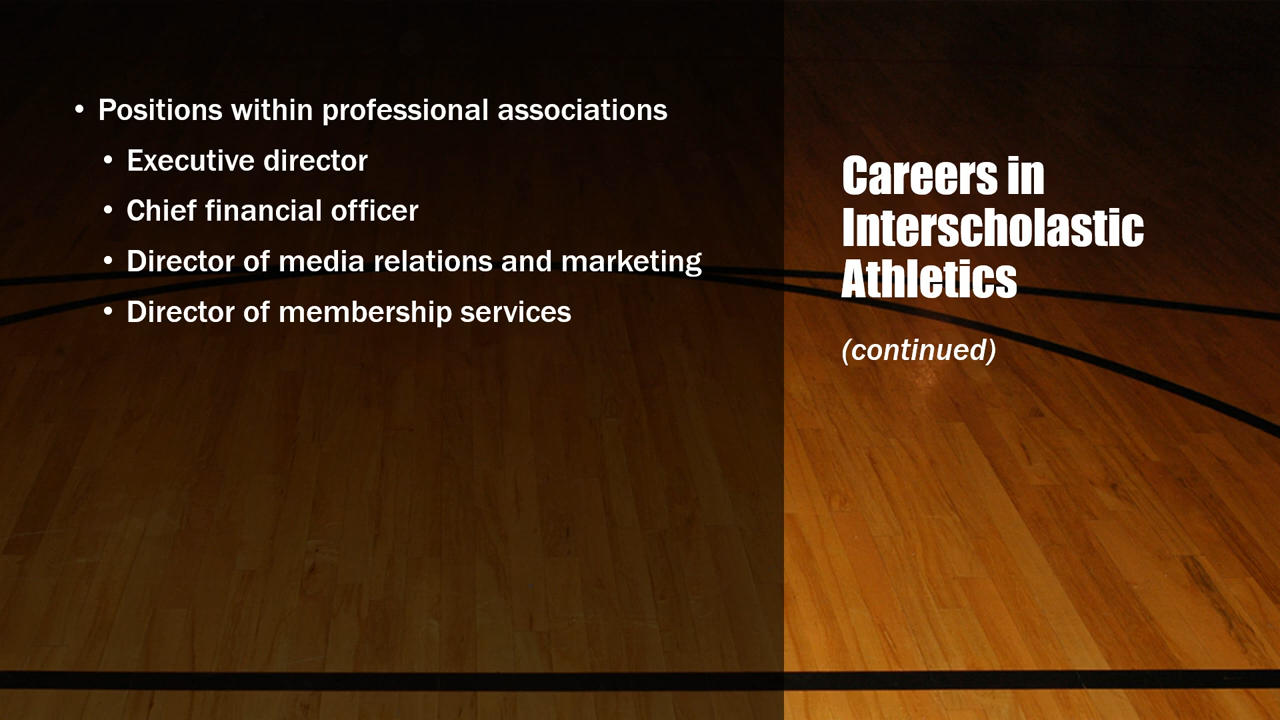 • Positions within professional associations
• Executive director
• Chief financial officer
• Director of media relations and marketing
• Director of membership services
Careers in
Interscholastic
Athletics
(continued)